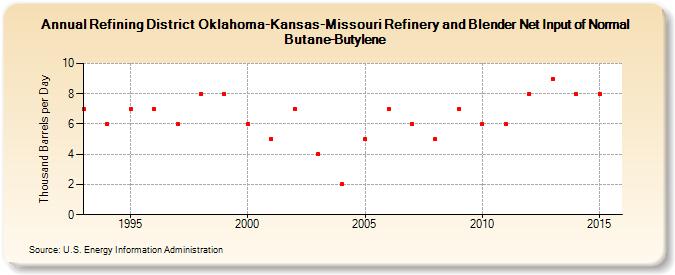 Annual Refining District Oklahoma-Kansas-Missouri Refinery and Blender Net Input of Normal
Butane-Butylene
Thousand Barrels per Day
10
8
6
4
2
0
1995
2000
2005
2010
2015
Source: U.S. Energy Information Administration